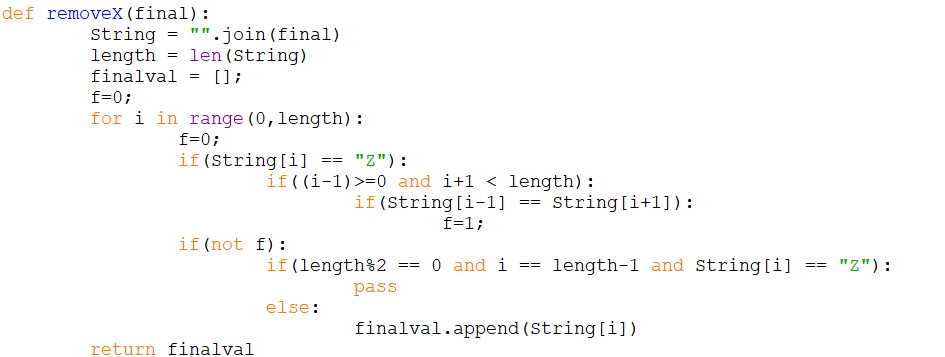 def removeX(final):
        String = "".join(final)
        length = len(String)
        finalval = [];
        f=0;
        for i in range(0,length):
                f=0;
                if(String[i] == "Z"):
                        if((i-1)>=0 and i+1 < length):
                                if(String[i-1] == String[i+1]):
                                        f=1;
                if(not f):
                        if(length%2 == 0 and i == length-1 and String[i] == "Z"):
                                pass
                        else:
                                finalval.append(String[i])
        return finalval